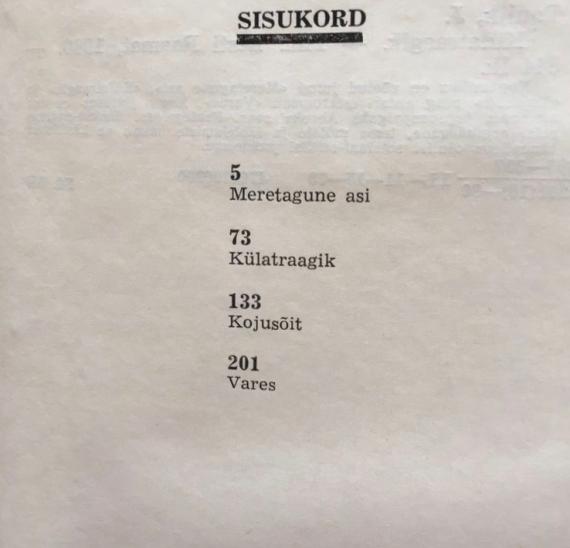 SISUKORD
5
Meretagune asi
73
Külatraagik
133
Kojusõit
201
Vares